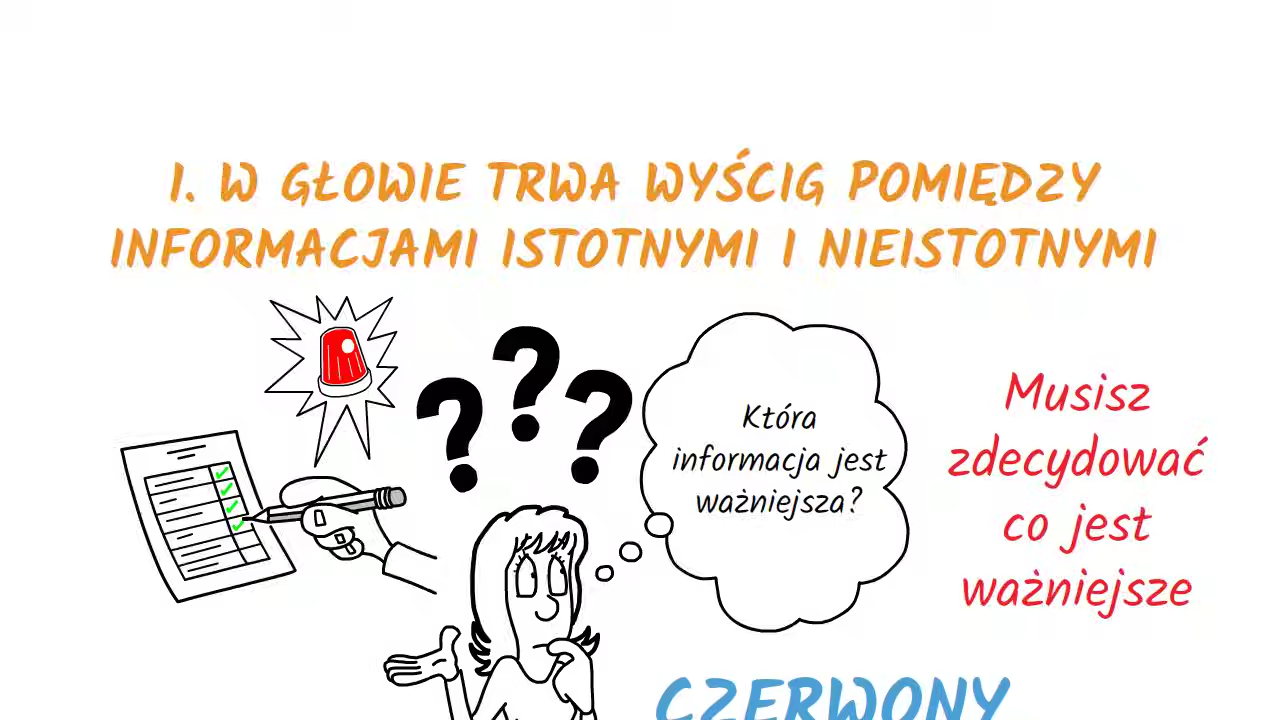 1. W GŁOWIE TRWA WYŚCIG POMIĘDZY
INFORMACJAMI ISTOTNYMI I NIEISTOTNYMI
Która
informacja jest
ważniejsza?
Musisz
zdecydować
co jest
ważniejsze
CZERWONY